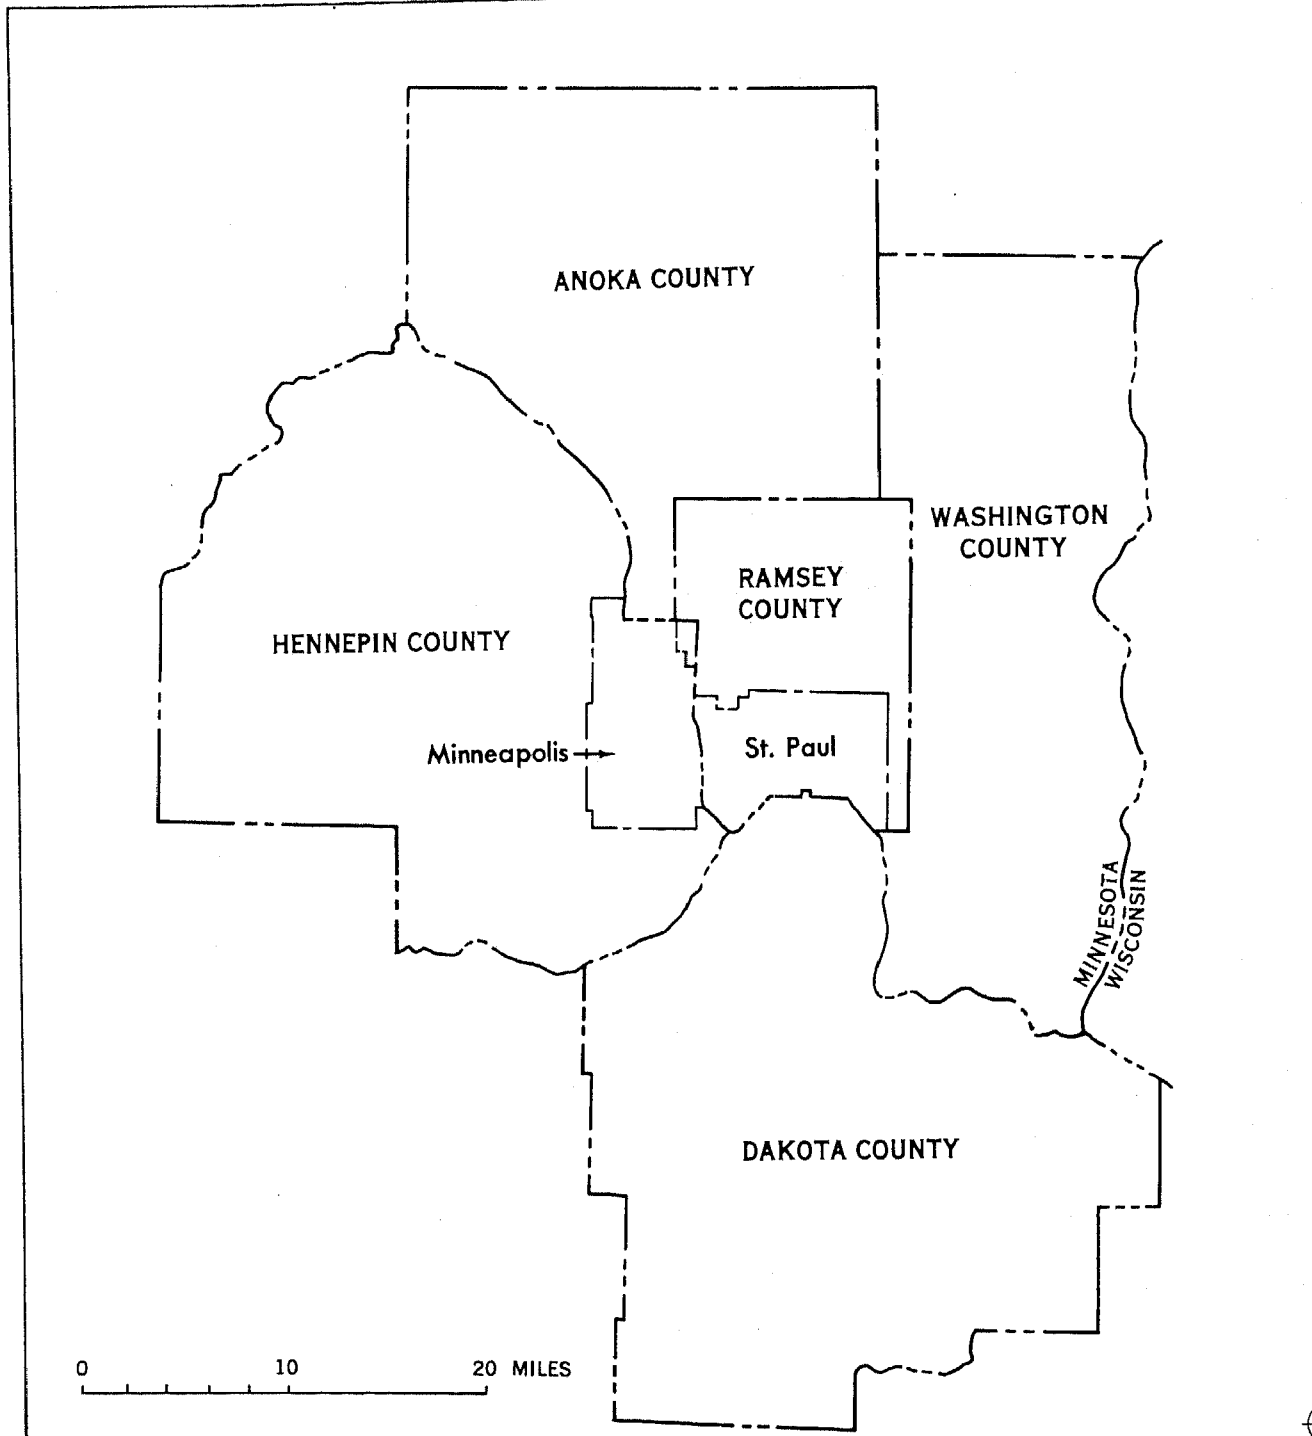 ANOKA COUNTY
WASHINGTON
COUNTY
RAMSEY
COUNTY
HENNEPIN COUNTY
Minneapolis
St. Paul
MINNESOTA
WISCONSIN
DAKOTA COUNTY
0 10 20 MILES